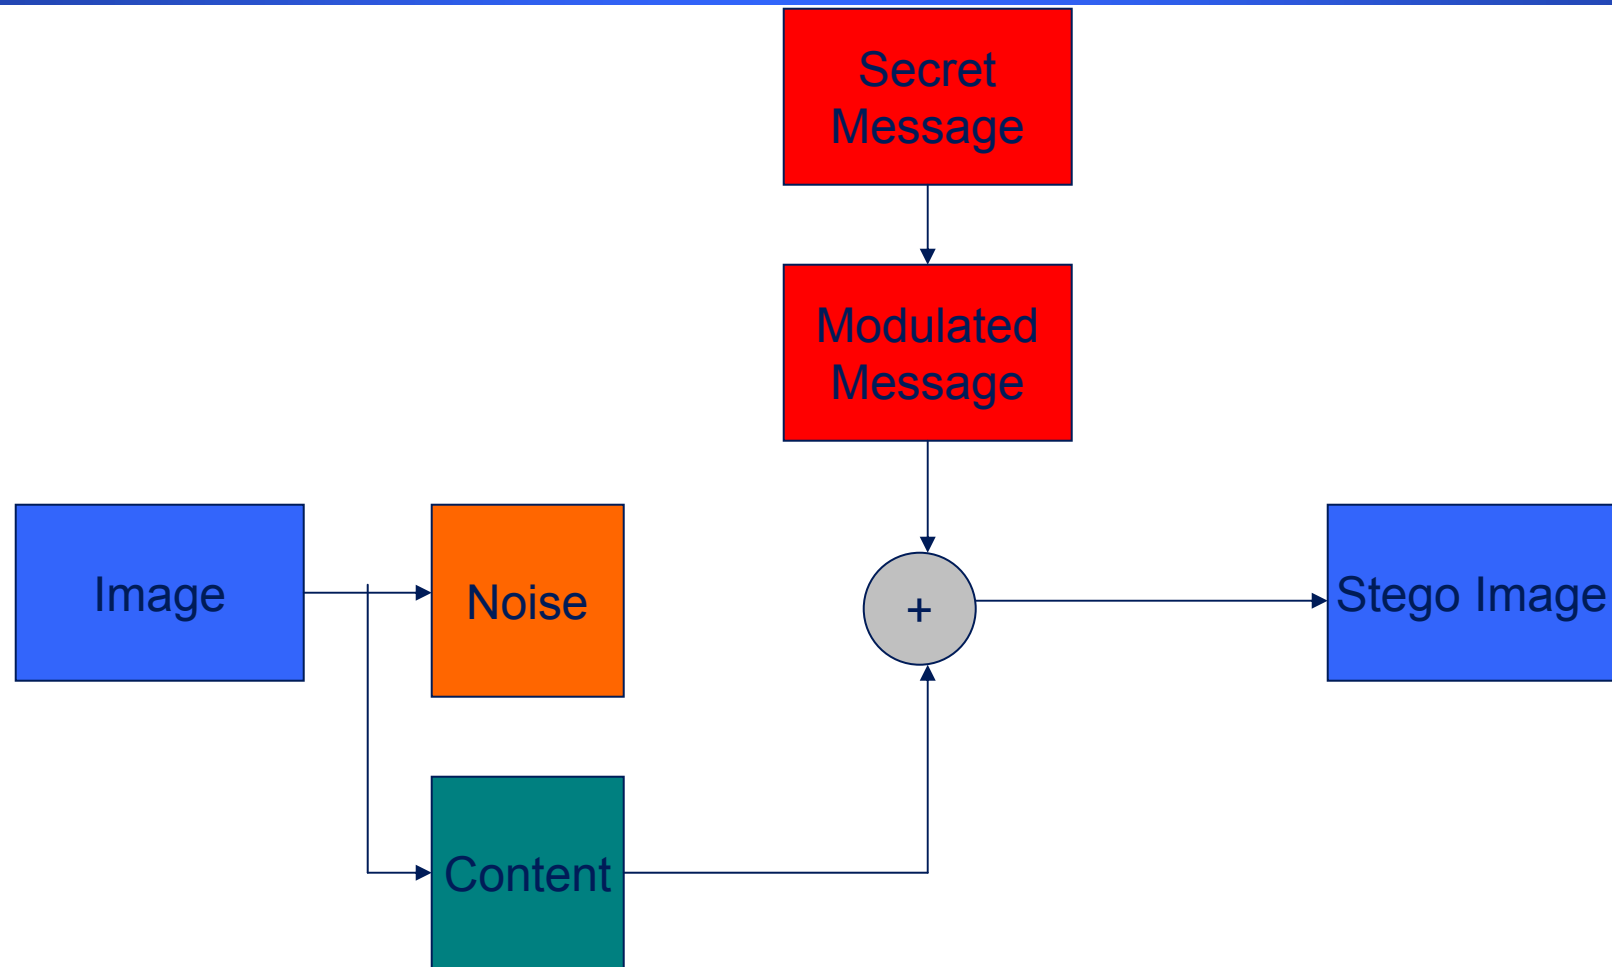 Secret
Message
Modulated
Message
Image
Noise
+
Stego Image
Content